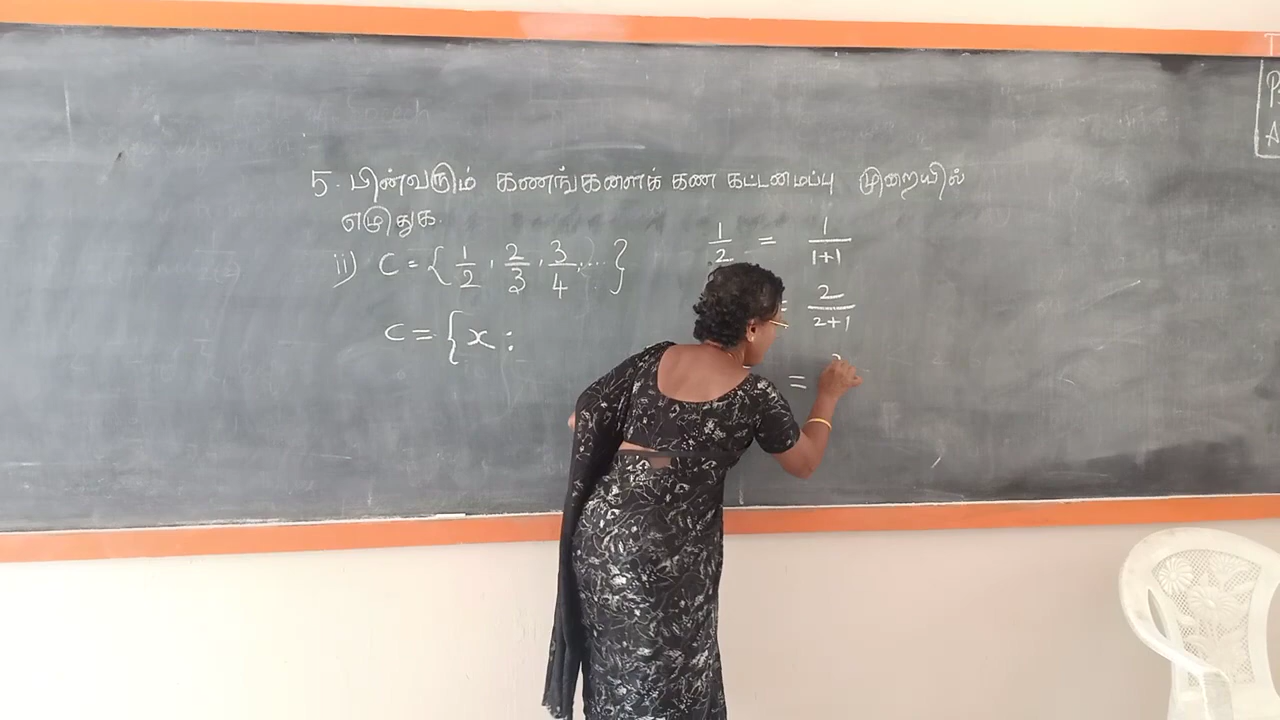 5. பின்வரும் கணங்களைக் கண கட்டமைப்பு முறையில்
எழுதுக.
ii) C = { 1/2, 2/3, 3/4, .... }
C = { x :
1/2 = 1/(1+1)
= 2/(2+1)
=